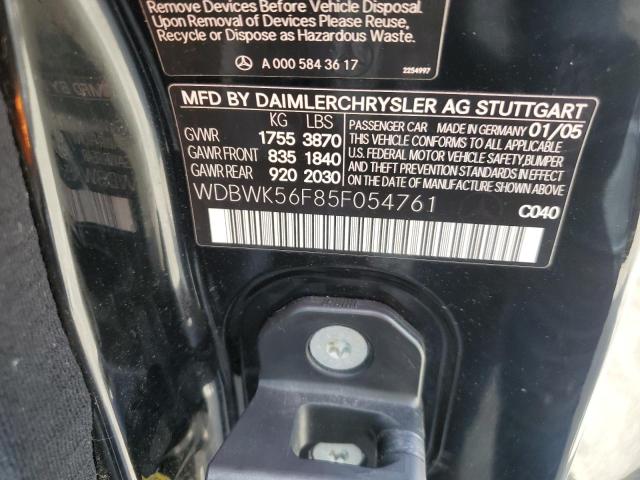 Remove Devices Before Vehicle Disposal.
Upon Removal of Devices Please Reuse,
Recycle or Dispose as Hazardous Waste.
A 000 584 36 17
2254997
MFD BY DAIMLERCHRYSLER AG STUTTGART
KG LBS
GVWR 1755 3870
GAWR FRONT 835 1840
GAWR REAR 920 2030
PASSENGER CAR MADE IN GERMANY 01/05
THIS VEHICLE CONFORMS TO ALL APPLICABLE
U.S. FEDERAL MOTOR VEHICLE SAFETY, BUMPER
AND THEFT PREVENTION STANDARDS IN EFFECT
ON THE DATE OF MANUFACTURE SHOWN ABOVE.
WDBWK56F85F054761
C040